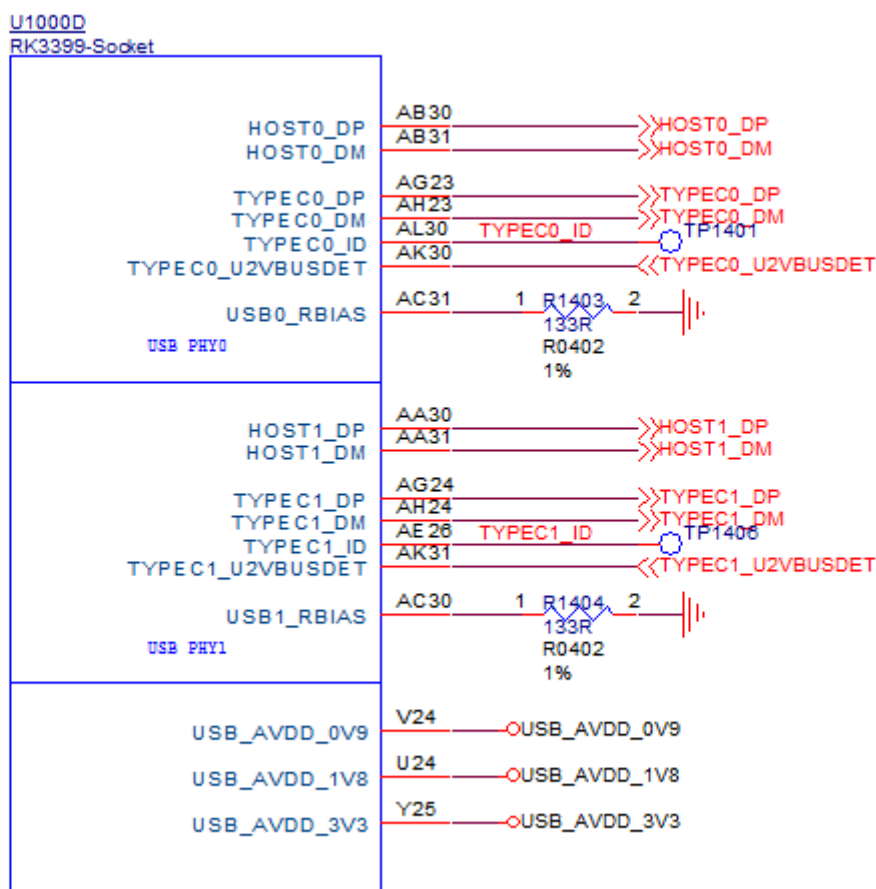 U1000D
RK3399-Socket
HOST0_DP AB30 HOST0_DP
HOST0_DM AB31 HOST0_DM
TYPEC0_DP AG23 TYPEC0_DP
TYPEC0_DM AH23 TYPEC0_DM
TYPEC0_ID AL30 TYPEC0_ID TP1401
TYPEC0_U2VBUSDET AK30 TYPEC0_U2VBUSDET
USB0_RBIAS AC31 1 R1403 2
133R
USB PHY0 R0402
1%
HOST1_DP AA30 HOST1_DP
HOST1_DM AA31 HOST1_DM
TYPEC1_DP AG24 TYPEC1_DP
TYPEC1_DM AH24 TYPEC1_DM
TYPEC1_ID AE26 TYPEC1_ID TP1406
TYPEC1_U2VBUSDET AK31 TYPEC1_U2VBUSDET
USB1_RBIAS AC30 1 R1404 2
133R
USB PHY1 R0402
1%
USB_AVDD_0V9 V24 USB_AVDD_0V9
USB_AVDD_1V8 U24 USB_AVDD_1V8
USB_AVDD_3V3 Y25 USB_AVDD_3V3